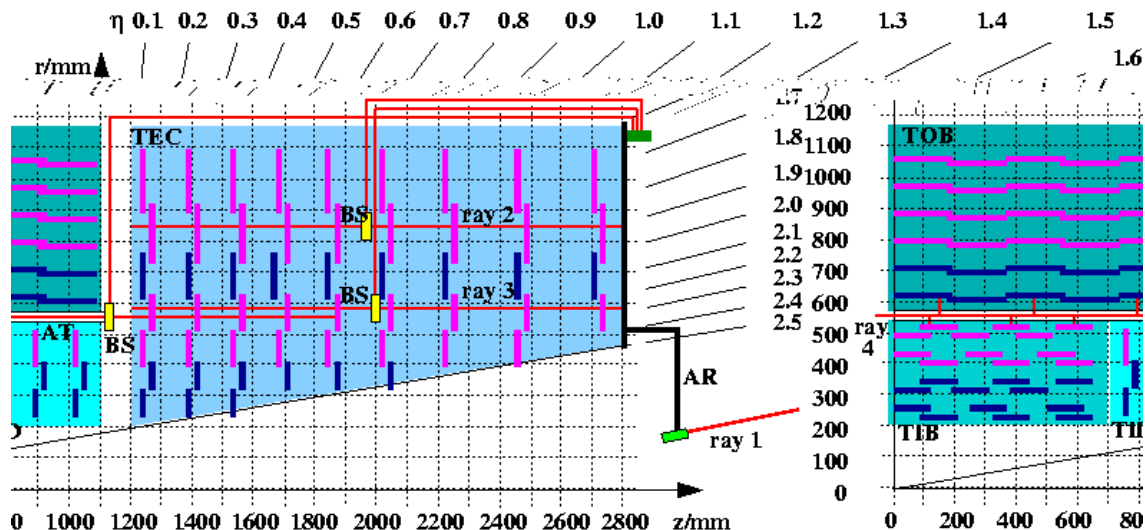 η 0.1 0.2 0.3 0.4 0.5 0.6 0.7 0.8 0.9 1.0 1.1 1.2 1.3 1.4 1.5
r/mm
1.6
1.7
1200
TEC
1.8
1100
TOB
1.9
1000
BS
ray 2
2.0
900
2.1
800
2.2
700
BS
ray 3
2.3
600
2.4
AT
BS
2.5
500
ray
4
AR
400
300
ray 1
200
TIB
100
0
0 1000 1200 1400 1600 1800 2000 2200 2400 2600 2800 z/mm
0 200 400 600